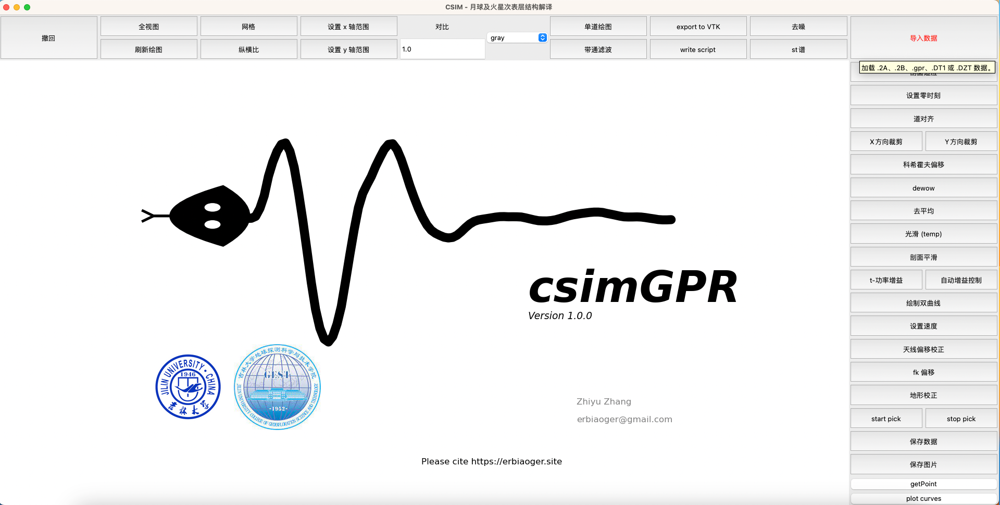 CSIM - 月球及火星次表层结构解译
撤回
全视图
网格
设置 x 轴范围
对比
gray
单道绘图
export to VTK
去噪
导入数据
刷新绘图
纵横比
设置 y 轴范围
1.0
带通滤波
write script
st 谱
加载 .2A、.2B、.gpr、.DT1 或 .DZT 数据。
设置零时刻
道对齐
X 方向裁剪
Y 方向裁剪
科希霍夫偏移
dewow
去平均
光滑 (temp)
剖面平滑
t-功率增益
自动增益控制
绘制双曲线
设置速度
天线偏移校正
fk 偏移
地形校正
start pick
stop pick
保存数据
保存图片
getPoint
plot curves
csimGPR
Version 1.0.0
JILIN UNIVERSITY · CHINA
1946
吉林大学
吉林大学地球探测科学与技术学院
GEST
-1952-
JILIN UNIVERSITY COLLEGE OF GEOEXPLORATION SCIENCE AND TECHNOLOGY
Zhiyu Zhang
erbiaoger@gmail.com
Please cite https://erbiaoger.site